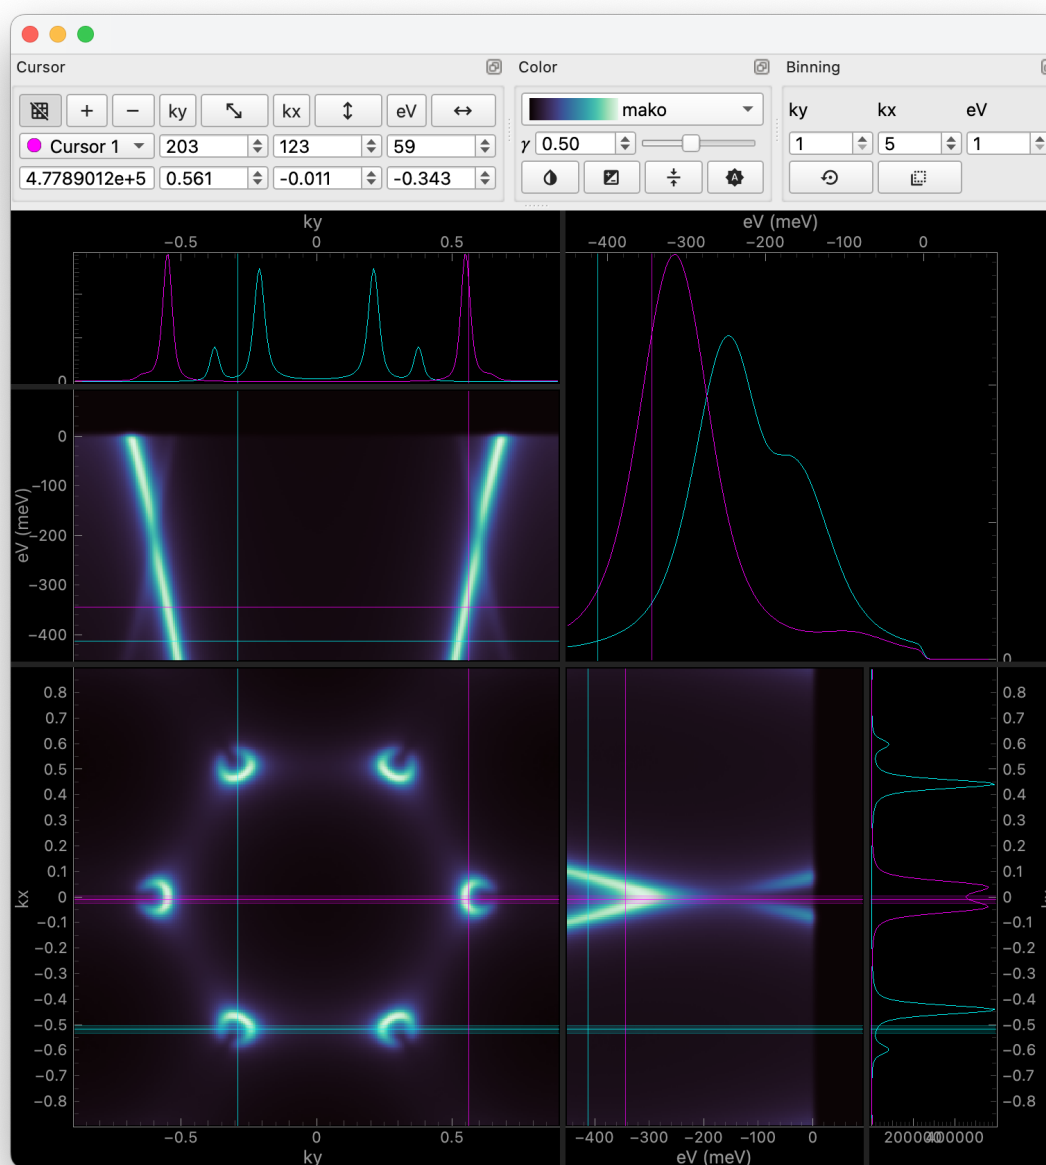 Cursor
Color
Binning
+ − ky kx eV
mako
ky kx eV
Cursor 1 203 123 59
γ 0.50
1 5 1
4.7789012e+5 0.561 -0.011 -0.343
A
ky
−0.5 0 0.5
0
eV (meV)
−400 −300 −200 −100 0
0
eV (meV)
0
−100
−200
−300
−400
kx
0.8
0.7
0.6
0.5
0.4
0.3
0.2
0.1
0
−0.1
−0.2
−0.3
−0.4
−0.5
−0.6
−0.7
−0.8
−0.5 0 0.5
ky
−400 −300 −200 −100 0
eV (meV)
0.8
0.7
0.6
0.5
0.4
0.3
0.2
0.1
0
−0.1
−0.2
−0.3
−0.4
−0.5
−0.6
−0.7
−0.8
200000 400000